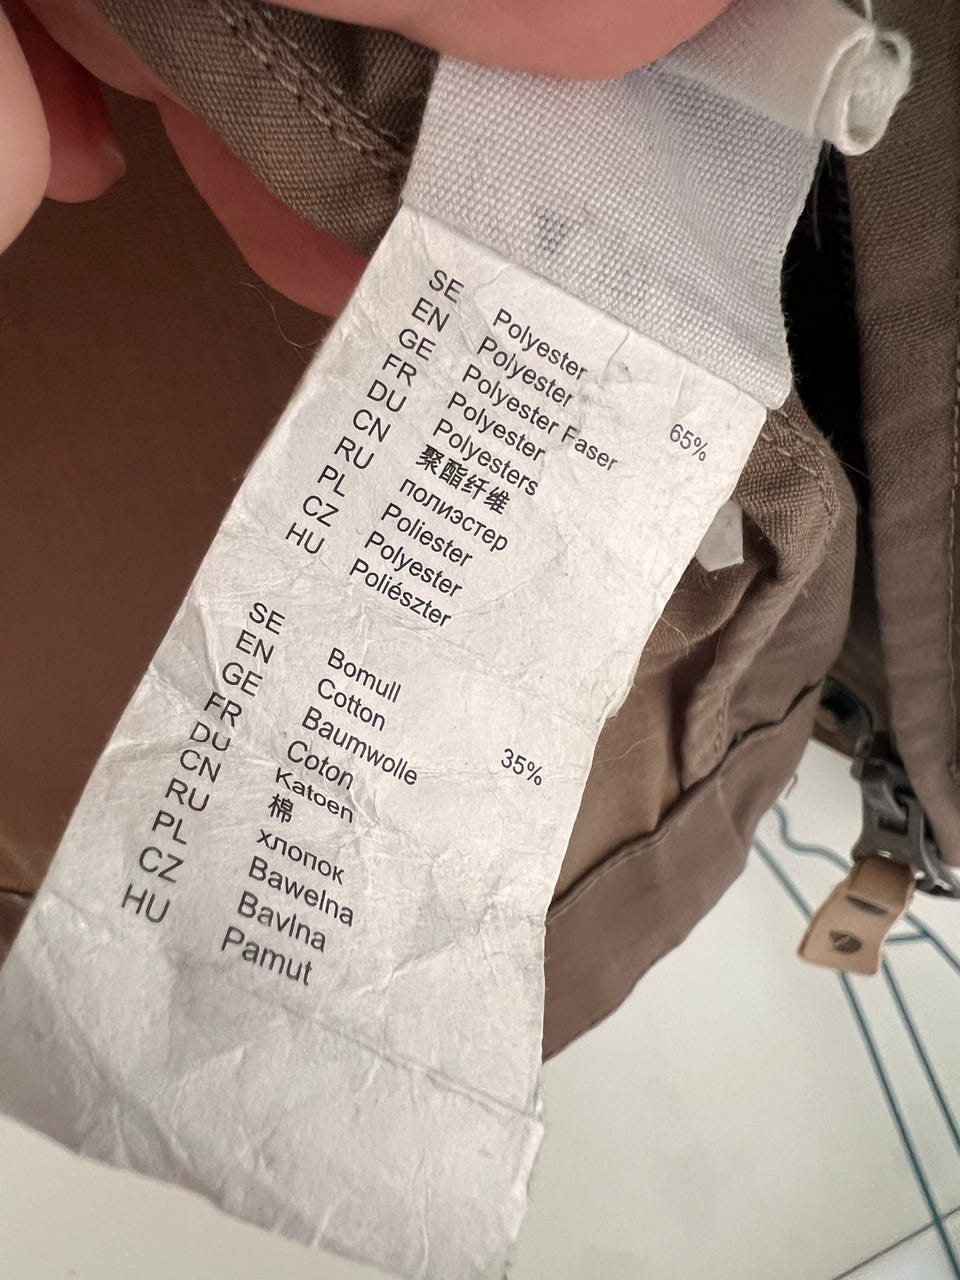 SE Polyester 65%
EN Polyester
GE Polyester Faser
FR Polyester
DU Polyesters
CN 聚酯纤维
RU полиэстер
PL Poliester
CZ Polyester
HU Poliészter
SE Bomull 35%
EN Cotton
GE Baumwolle
FR Coton
DU Katoen
CN 棉
RU хлопок
PL Bawelna
CZ Bavlna
HU Pamut